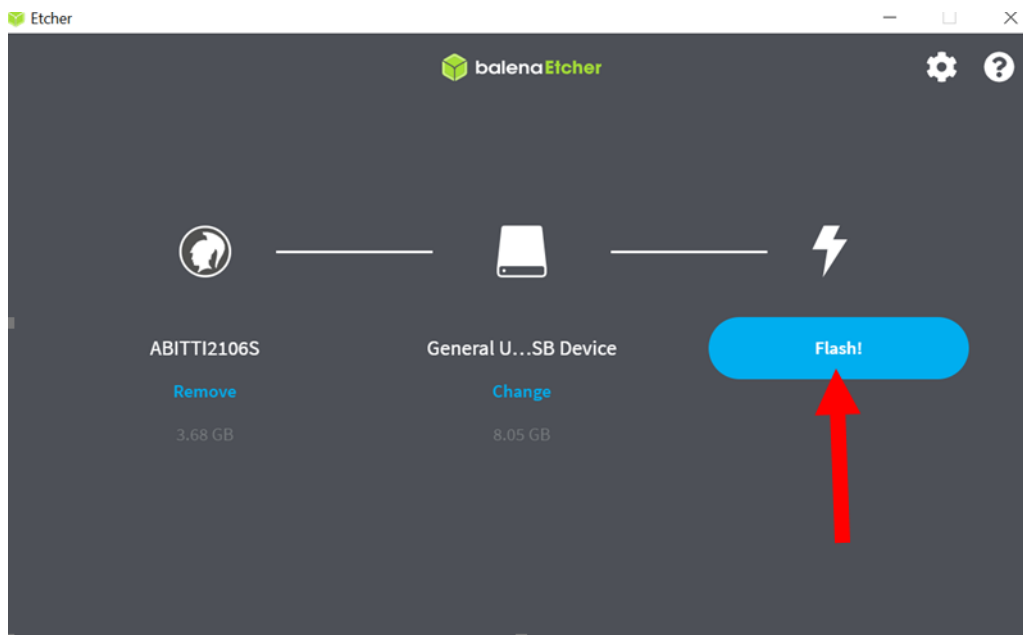 Etcher
balenaEtcher
ABITTI2106S
General U...SB Device
Flash!
Remove
Change
3.68 GB
8.05 GB